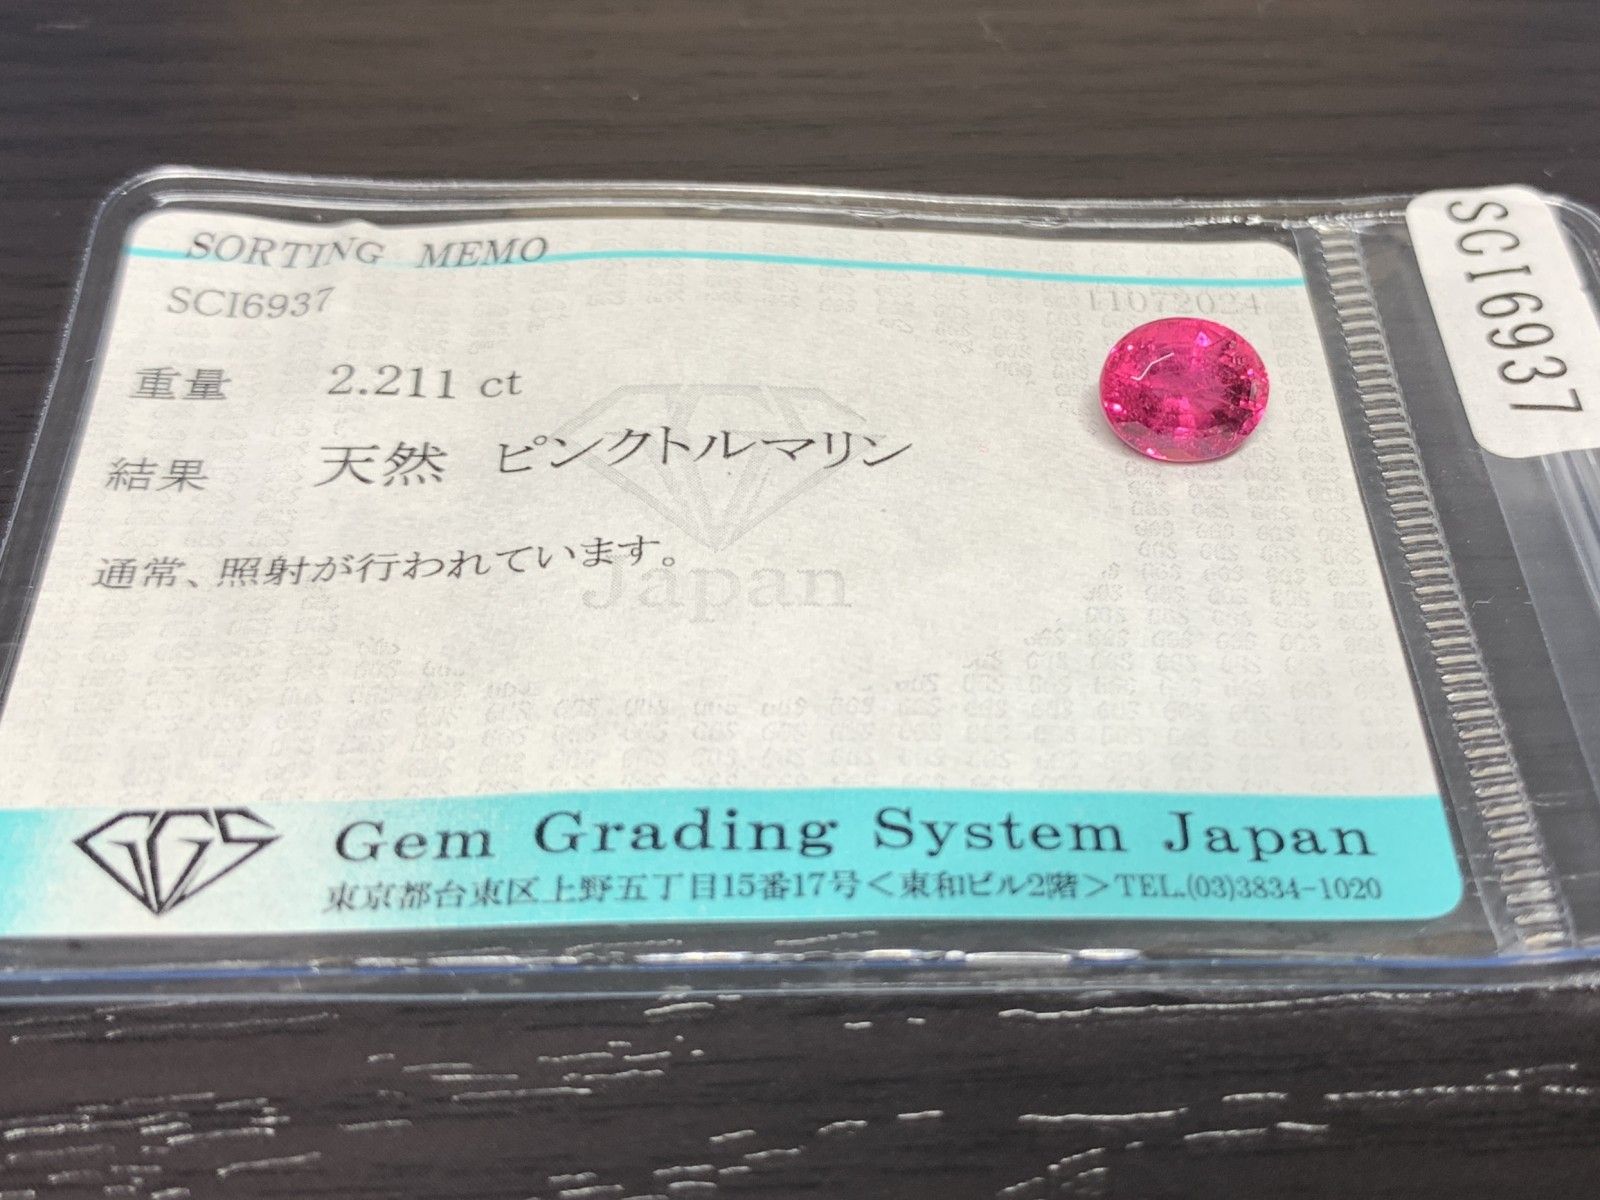 SORTING MEMO
SCI6937
11072024
重量 2.211 ct
結果 天然 ピンクトルマリン
通常、照射が行われています。
Japan
GGS
Gem Grading System Japan
東京都台東区上野五丁目15番17号＜東和ビル2階＞TEL.(03)3834-1020
SCI6937